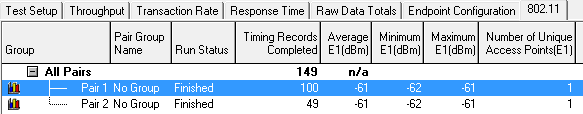 Test Setup Throughput Transaction Rate Response Time Raw Data Totals Endpoint Configuration 802.11
Group Pair Group Name Run Status Timing Records Completed Average E1(dBm) Minimum E1(dBm) Maximum E1(dBm) Number of Unique Access Points(E1)
All Pairs 149 n/a
Pair 1 No Group Finished 100 -61 -62 -61 1
Pair 2 No Group Finished 49 -61 -62 -61 1